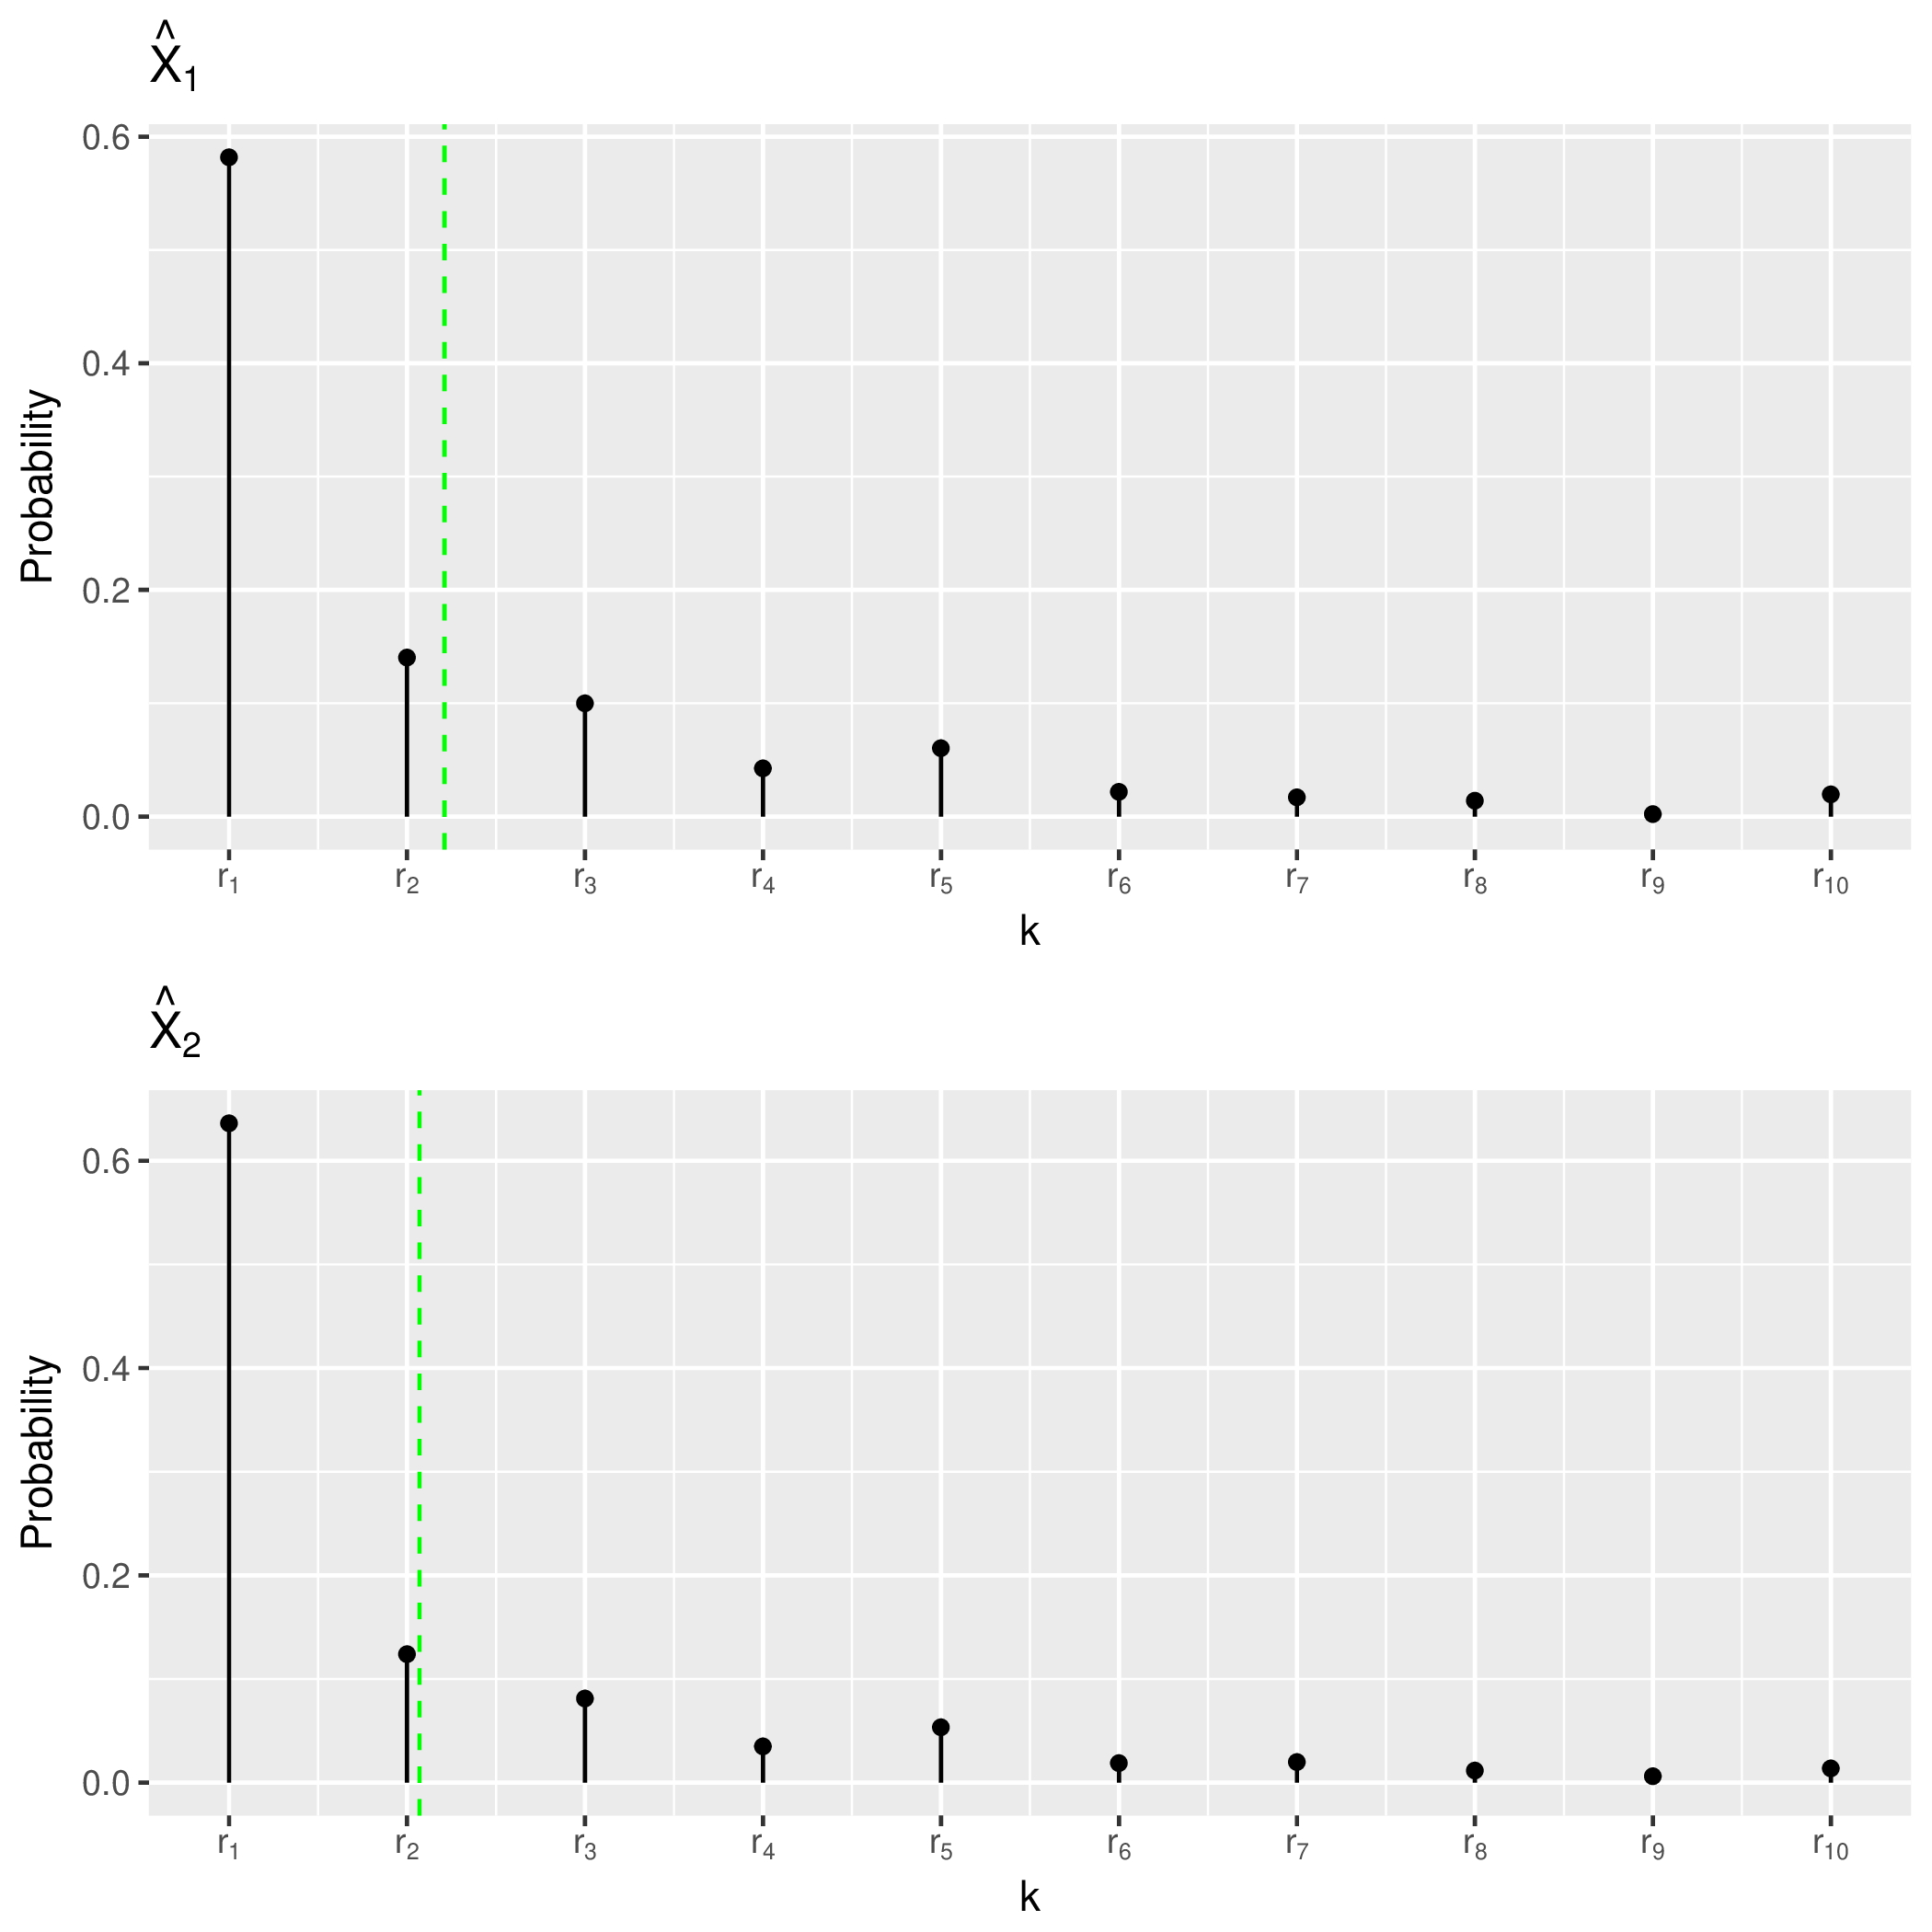 X̂₁
Probability
0.6
0.4
0.2
0.0
r₁ r₂ r₃ r₄ r₅ r₆ r₇ r₈ r₉ r₁₀
k
X̂₂
Probability
0.6
0.4
0.2
0.0
r₁ r₂ r₃ r₄ r₅ r₆ r₇ r₈ r₉ r₁₀
k